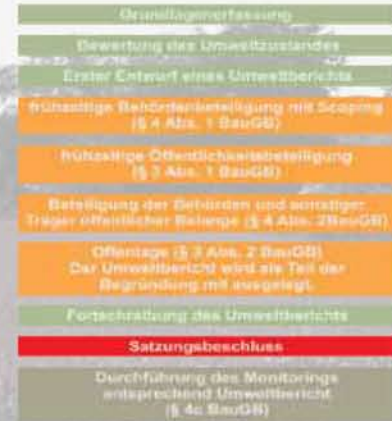 Grundlagenerfassung
Bewertung des Umweltzustandes
Erster Entwurf eines Umweltberichts
frühzeitige Behördenbeteiligung mit Scoping
(§ 4 Abs. 1 BauGB)
frühzeitige Öffentlichkeitsbeteiligung
(§ 3 Abs. 1 BauGB)
Beteiligung der Behörden und sonstiger
Träger öffentlicher Belange (§ 4 Abs. 2BauGB)
Offenlage (§ 3 Abs. 2 BauGB)
Der Umweltbericht wird als Teil der
Begründung mit ausgelegt.
Fortschreibung des Umweltberichts
Satzungsbeschluss
Durchführung des Monitorings
entsprechend Umweltbericht
(§ 4c BauGB)